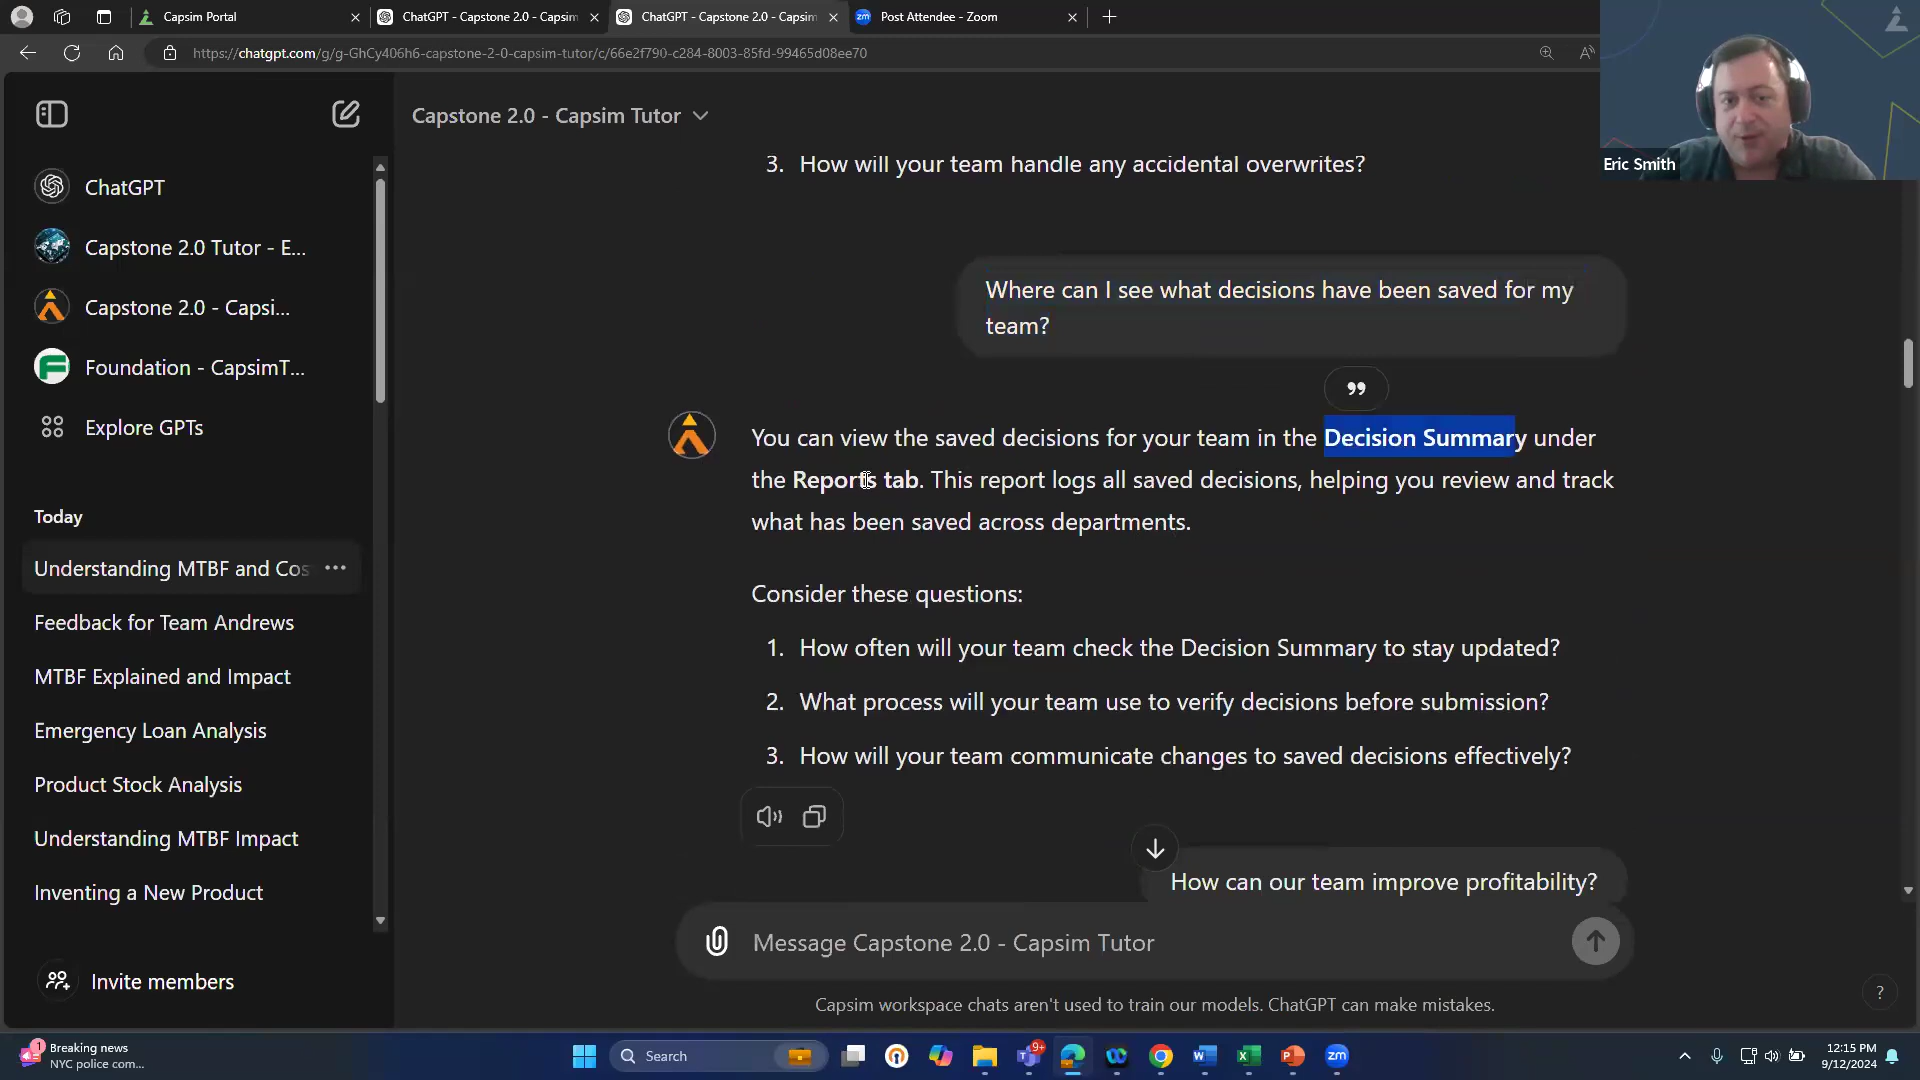 Capsim Portal
ChatGPT - Capstone 2.0 - Capsim
ChatGPT - Capstone 2.0 - Capsim
zm
Post Attendee - Zoom
https://chatgpt.com/g/g-GhCy406h6-capstone-2-0-capsim-tutor/c/66e2f790-c284-8003-85fd-99465d08ee70
Eric Smith
Capstone 2.0 - Capsim Tutor
ChatGPT
Capstone 2.0 Tutor - E...
Capstone 2.0 - Capsi...
Foundation - CapsimT...
Explore GPTs
Today
Understanding MTBF and Cos
Feedback for Team Andrews
MTBF Explained and Impact
Emergency Loan Analysis
Product Stock Analysis
Understanding MTBF Impact
Inventing a New Product
Invite members
3. How will your team handle any accidental overwrites?
Where can I see what decisions have been saved for my
team?
You can view the saved decisions for your team in the Decision Summary under
the Reports tab. This report logs all saved decisions, helping you review and track
what has been saved across departments.
Consider these questions:
1. How often will your team check the Decision Summary to stay updated?
2. What process will your team use to verify decisions before submission?
3. How will your team communicate changes to saved decisions effectively?
How can our team improve profitability?
Message Capstone 2.0 - Capsim Tutor
Capsim workspace chats aren't used to train our models. ChatGPT can make mistakes.
?
1
Breaking news
NYC police com...
Search
9+
zm
12:15 PM
9/12/2024